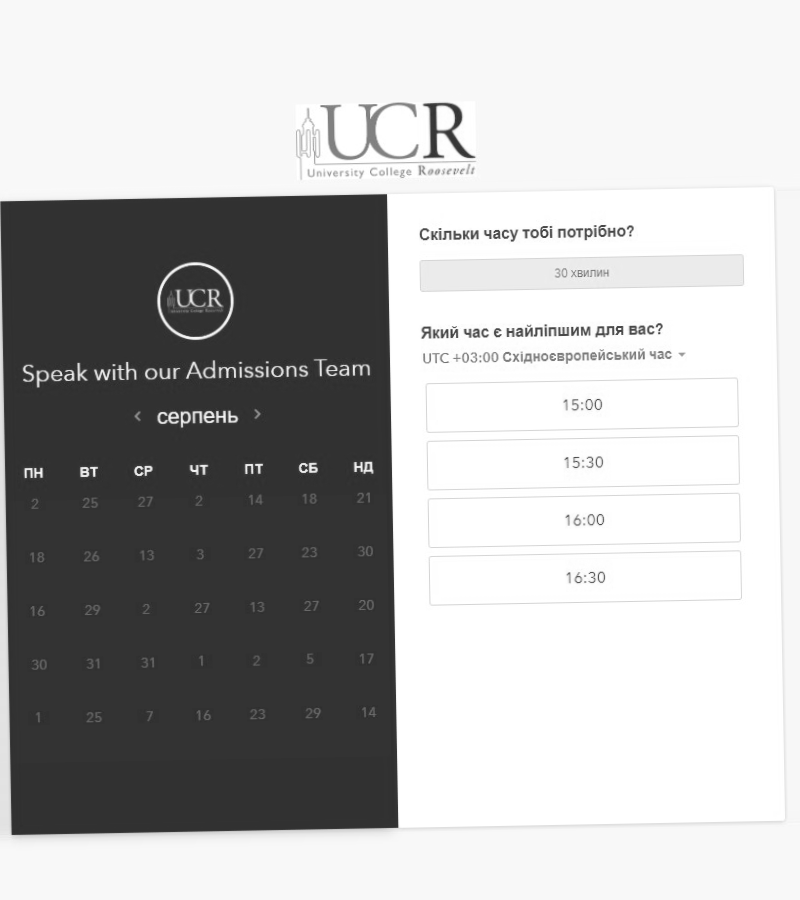 UCR
University College Roosevelt
UCR
University College Roosevelt
Speak with our Admissions Team
серпень
ПН ВТ СР ЧТ ПТ СБ НД
2 25 27 2 14 18 21
18 26 13 3 27 23 30
16 29 2 27 13 27 20
30 31 31 1 2 5 17
1 25 7 16 23 29 14
Скільки часу тобі потрібно?
30 хвилин
Який час є найліпшим для вас?
UTC +03:00 Східноєвропейський час
15:00
15:30
16:00
16:30